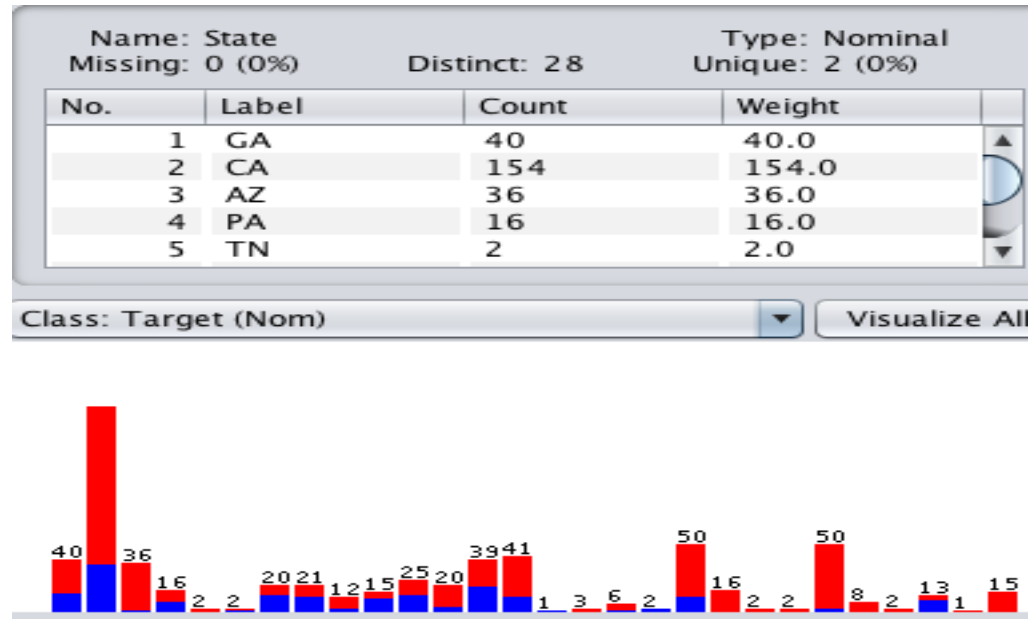 Name: State Type: Nominal
Missing: 0 (0%) Distinct: 28 Unique: 2 (0%)
No. Label Count Weight
1 GA 40 40.0
2 CA 154 154.0
3 AZ 36 36.0
4 PA 16 16.0
5 TN 2 2.0
Class: Target (Nom) Visualize All
40 36 16 2 2 20 21 12 15 25 20 39 41 1 3 6 2 50 16 2 2 50 8 2 13 1 15